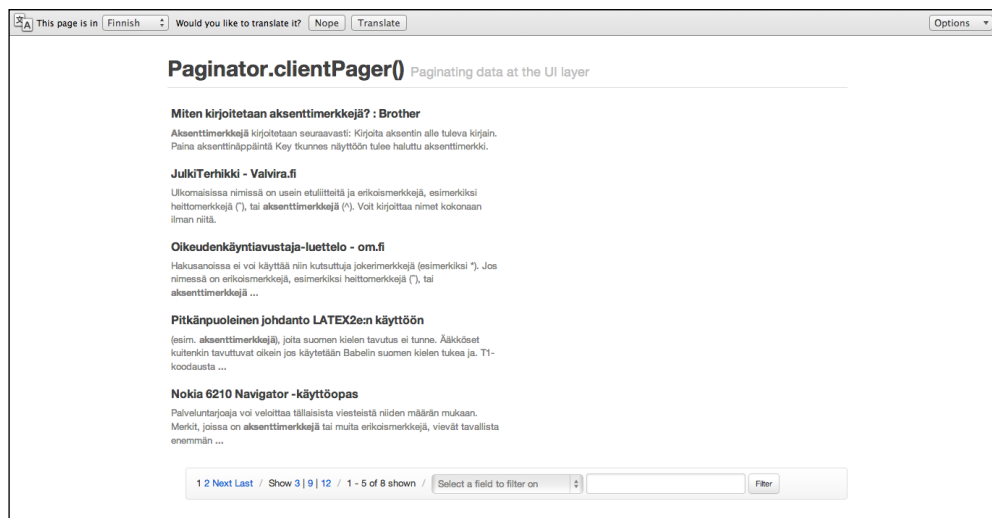 This page is in Finnish Would you like to translate it? Nope Translate Options
Paginator.clientPager() Paginating data at the UI layer
Miten kirjoitetaan aksenttimerkkejä? : Brother
Aksenttimerkkejä kirjoitetaan seuraavasti: Kirjoita aksentin alle tuleva kirjain.
Paina aksenttinäppäintä Key tkunnes näyttöön tulee haluttu aksenttimerkki.
JulkiTerhikki - Valvira.fi
Ulkomaisissa nimissä on usein etuliitteitä ja erikoismerkkejä, esimerkiksi
heittomerkkejä (˝), tai aksenttimerkkejä (^). Voit kirjoittaa nimet kokonaan
ilman niitä.
Oikeudenkäyntiavustaja-luettelo - om.fi
Hakusanoissa ei voi käyttää niin kutsuttuja jokerimerkkejä (esimerkiksi *). Jos
nimessä on erikoismerkkejä, esimerkiksi heittomerkkejä (˝), tai
aksenttimerkkejä ...
Pitkänpuoleinen johdanto LATEX2e:n käyttöön
(esim. aksenttimerkkejä), joita suomen kielen tavutus ei tunne. Ääkköset
kuitenkin tavuttuvat oikein jos käytetään Babelin suomen kielen tukea ja. T1-
koodausta ...
Nokia 6210 Navigator -käyttöopas
Palveluntarjoaja voi veloittaa tällaisista viesteistä niiden määrän mukaan.
Merkit, joissa on aksenttimerkkejä tai muita erikoismerkkejä, vievät tavallista
enemmän ...
1 2 Next Last / Show 3 | 9 | 12 / 1 - 5 of 8 shown / Select a field to filter on Filter